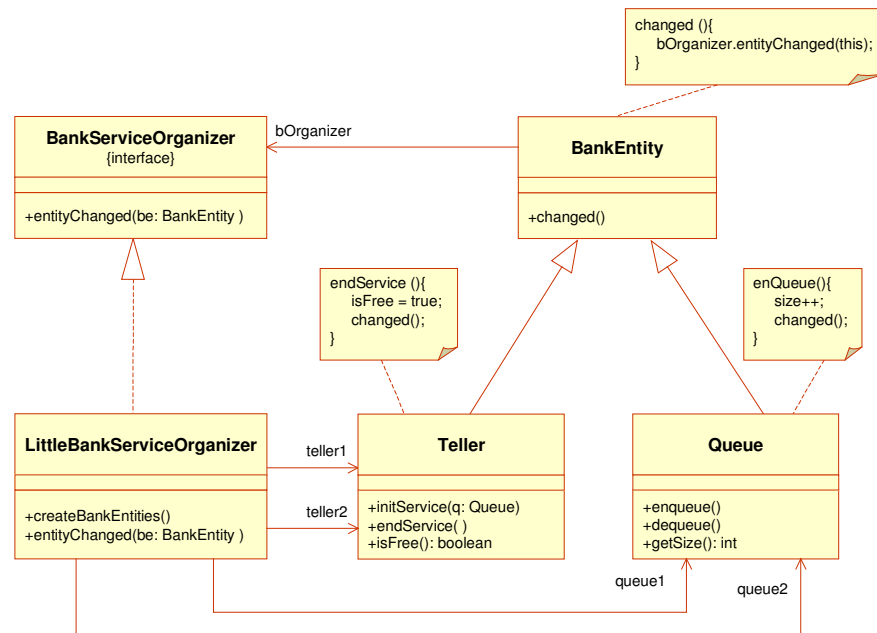 changed (){
bOrganizer.entityChanged(this);
}
BankServiceOrganizer
{interface}
+entityChanged(be: BankEntity )
bOrganizer
BankEntity
+changed()
endService (){
isFree = true;
changed();
}
enQueue(){
size++;
changed();
}
LittleBankServiceOrganizer
+createBankEntities()
+entityChanged(be: BankEntity )
teller1
teller2
Teller
+initService(q: Queue)
+endService( )
+isFree(): boolean
Queue
+enqueue()
+dequeue()
+getSize(): int
queue1
queue2